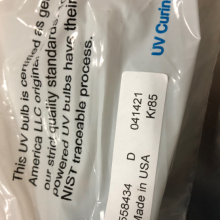 This UV bulb is certified as ge
America LLC original
our strict quality standards.
powered UV bulbs have their
NIST traceable process.
UV Curin
558434 D 041421
Made in USA Kr85